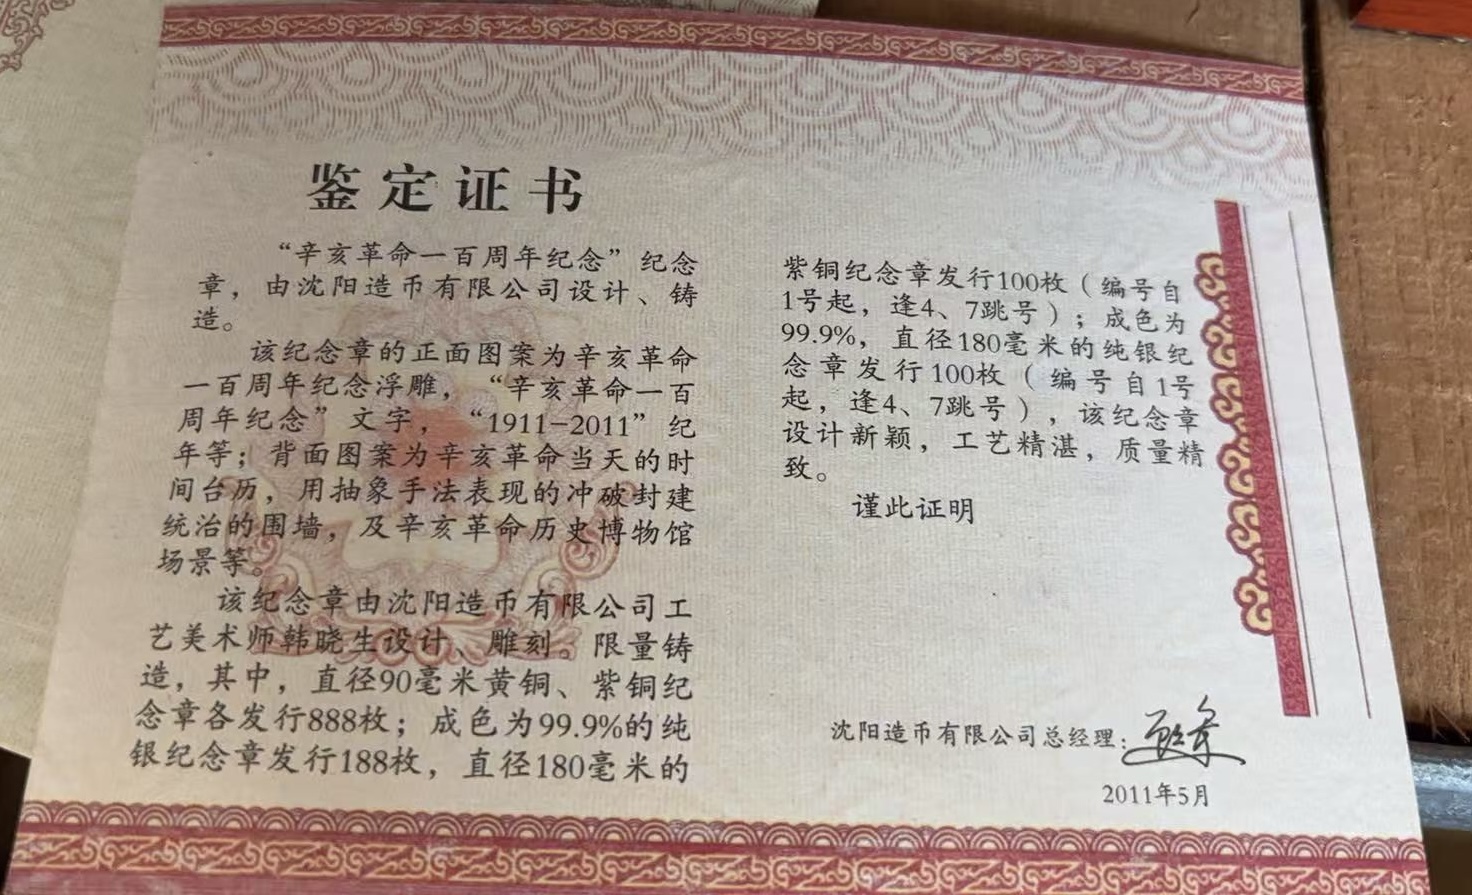 鉴定证书
“辛亥革命一百周年纪念”纪念
章，由沈阳造币有限公司设计、铸
造。
该纪念章的正面图案为辛亥革命
一百周年纪念浮雕，“辛亥革命一百
周年纪念”文字，“1911-2011”纪
年等；背面图案为辛亥革命当天的时
间台历，用抽象手法表现的冲破封建
统治的围墙，及辛亥革命历史博物馆
场景等。
该纪念章由沈阳造币有限公司工
艺美术师韩晓生设计、雕刻。限量铸
造，其中，直径90毫米黄铜、紫铜纪
念章各发行888枚；成色为99.9%的纯
银纪念章发行188枚，直径180毫米的
紫铜纪念章发行100枚（编号自
1号起，逢4、7跳号）；成色为
99.9%，直径180毫米的纯银纪
念章发行100枚（编号自1号
起，逢4、7跳号），该纪念章
设计新颖，工艺精湛，质量精
致。
谨此证明
沈阳造币有限公司总经理：
2011年5月